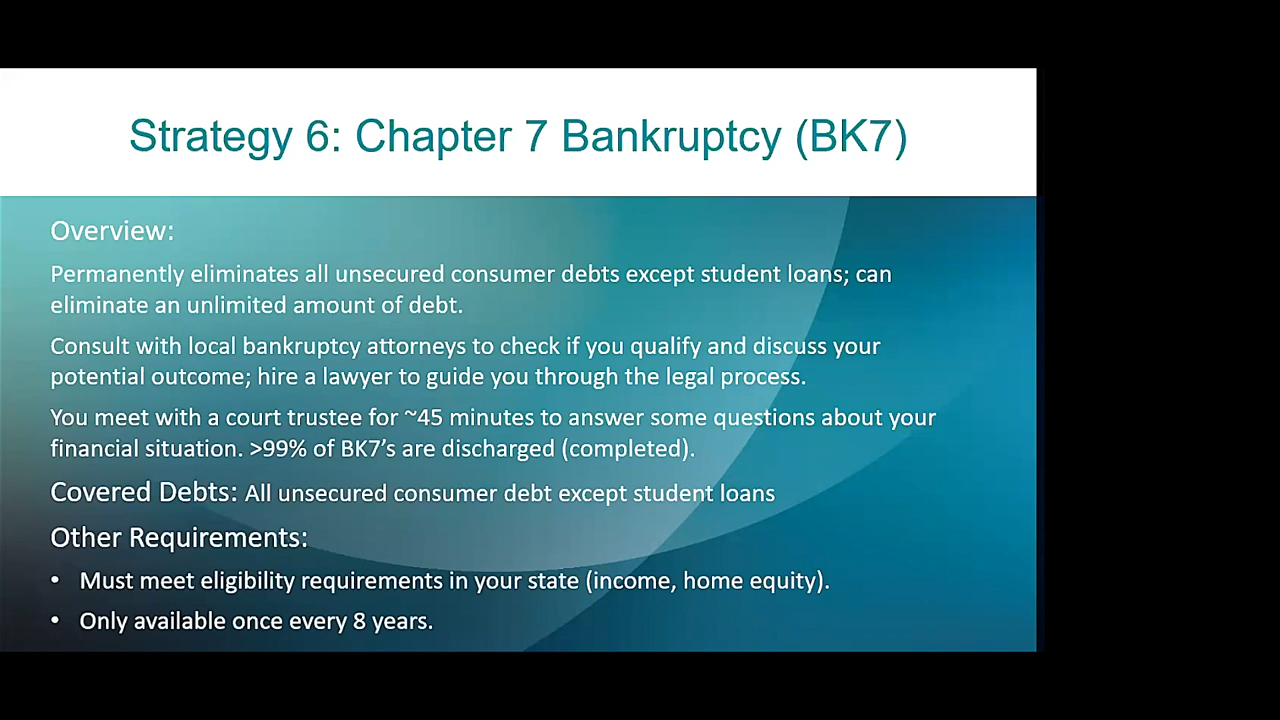 Strategy 6: Chapter 7 Bankruptcy (BK7)
Overview:
Permanently eliminates all unsecured consumer debts except student loans; can
eliminate an unlimited amount of debt.
Consult with local bankruptcy attorneys to check if you qualify and discuss your
potential outcome; hire a lawyer to guide you through the legal process.
You meet with a court trustee for ~45 minutes to answer some questions about your
financial situation. >99% of BK7’s are discharged (completed).
Covered Debts: All unsecured consumer debt except student loans
Other Requirements:
• Must meet eligibility requirements in your state (income, home equity).
• Only available once every 8 years.